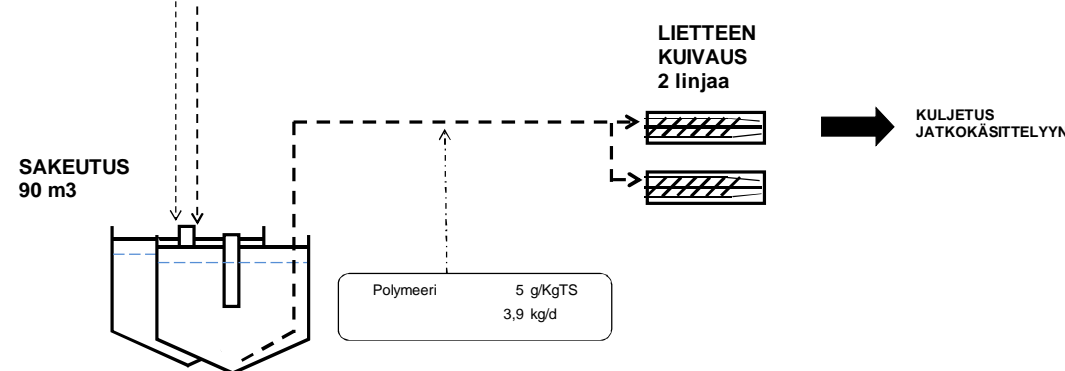 LIETTEEN
KUIVAUS
2 linjaa
KULJETUS
JATKOKÄSITTELYYN
SAKEUTUS
90 m3
Polymeeri 5 g/KgTS
3,9 kg/d